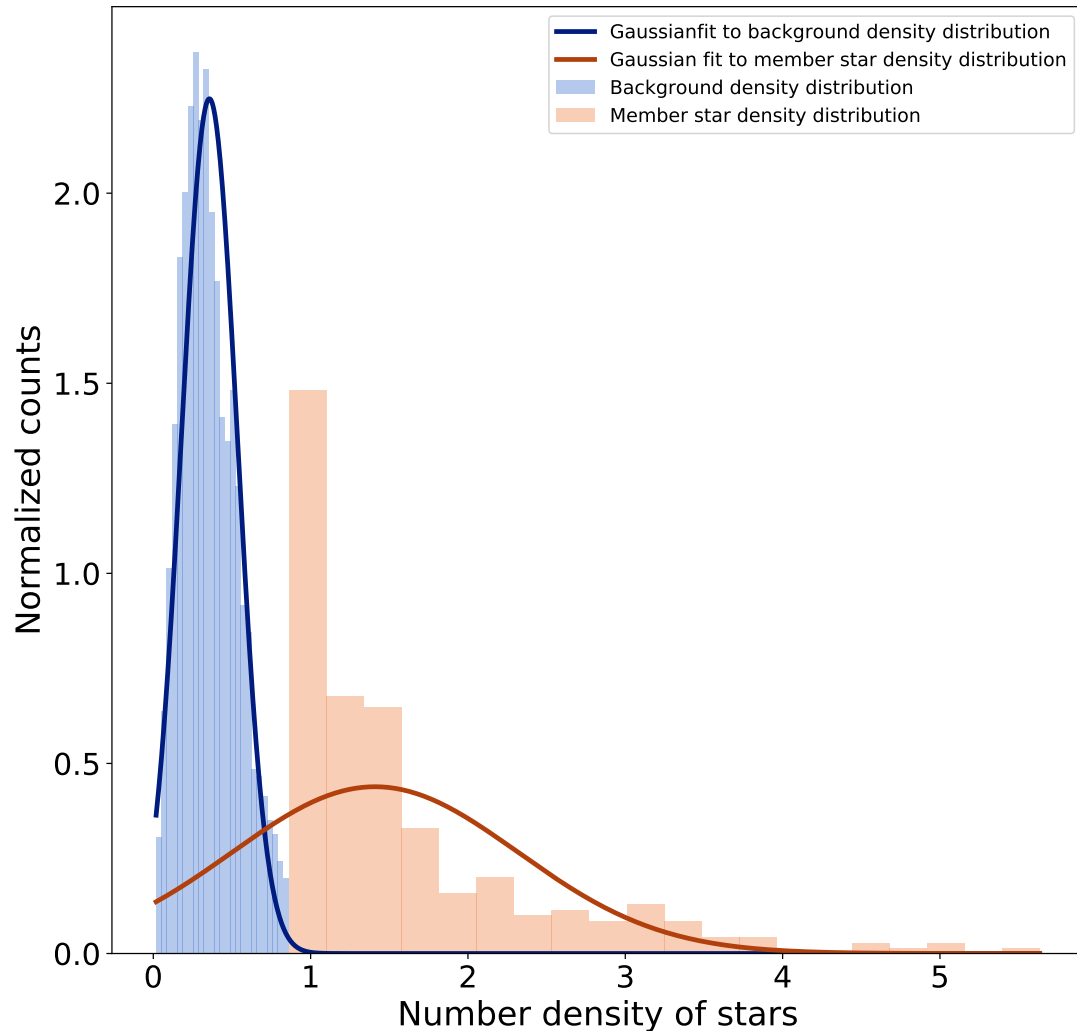 Gaussianfit to background density distribution
Gaussian fit to member star density distribution
Background density distribution
Member star density distribution
2.0
1.5
1.0
0.5
0.0
Normalized counts
0 1 2 3 4 5
Number density of stars